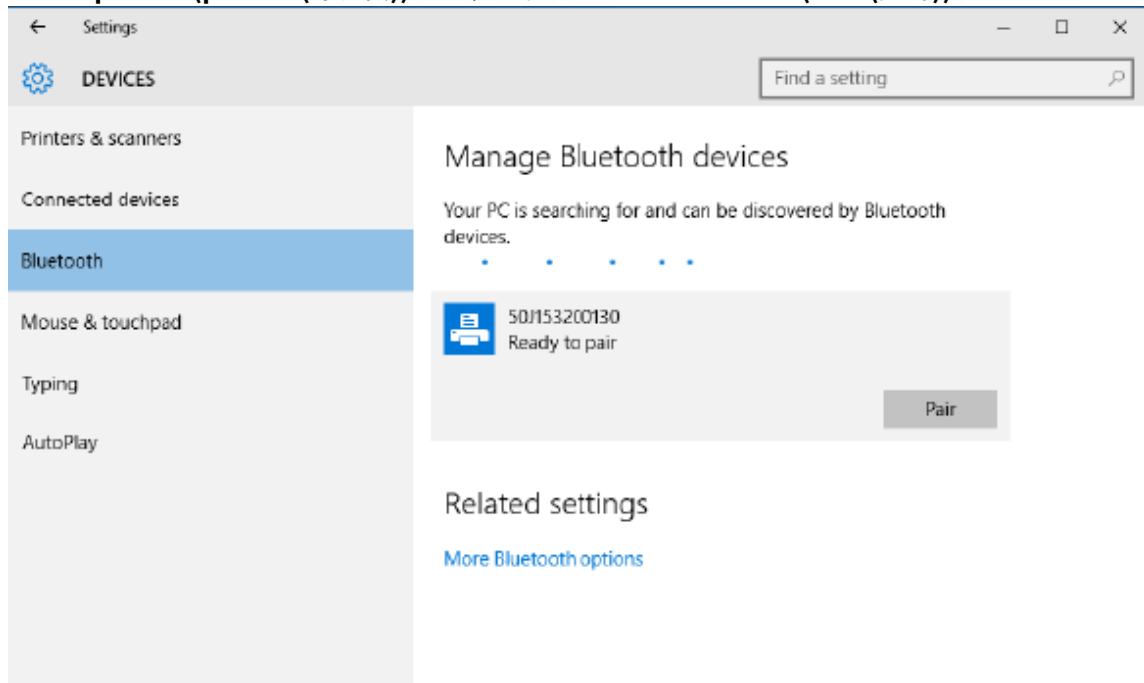 Settings
DEVICES
Find a setting
Printers & scanners
Connected devices
Bluetooth
Mouse & touchpad
Typing
AutoPlay
Manage Bluetooth devices
Your PC is searching for and can be discovered by Bluetooth
devices.
50J153200130
Ready to pair
Pair
Related settings
More Bluetooth options